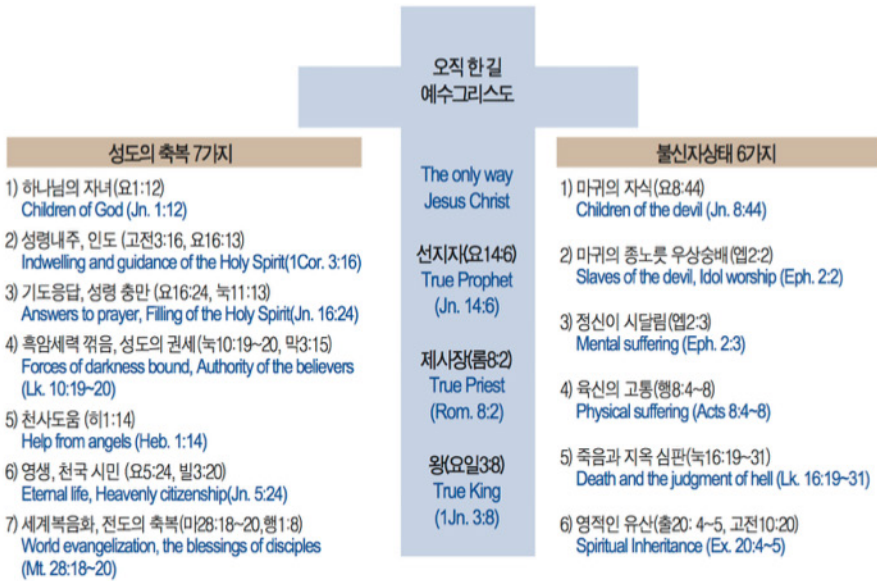 오직 한 길
예수그리스도
The only way
Jesus Christ
선지자(요14:6)
True Prophet
(Jn. 14:6)
제사장(롬8:2)
True Priest
(Rom. 8:2)
왕(요일3:8)
True King
(1Jn. 3:8)
성도의 축복 7가지
1) 하나님의 자녀(요1:12)
Children of God (Jn. 1:12)
2) 성령내주, 인도 (고전3:16, 요16:13)
Indwelling and guidance of the Holy Spirit(1Cor. 3:16)
3) 기도응답, 성령 충만 (요16:24, 눅11:13)
Answers to prayer, Filling of the Holy Spirit(Jn. 16:24)
4) 흑암세력 꺾음, 성도의 권세(눅10:19~20, 막3:15)
Forces of darkness bound, Authority of the believers
(Lk. 10:19~20)
5) 천사도움 (히1:14)
Help from angels (Heb. 1:14)
6) 영생, 천국 시민 (요5:24, 빌3:20)
Eternal life, Heavenly citizenship(Jn. 5:24)
7) 세계복음화, 전도의 축복(마28:18~20,행1:8)
World evangelization, the blessings of disciples
(Mt. 28:18~20)
불신자상태 6가지
1) 마귀의 자식(요8:44)
Children of the devil (Jn. 8:44)
2) 마귀의 종노릇 우상숭배(엡2:2)
Slaves of the devil, Idol worship (Eph. 2:2)
3) 정신이 시달림(엡2:3)
Mental suffering (Eph. 2:3)
4) 육신의 고통(행8:4~8)
Physical suffering (Acts 8:4~8)
5) 죽음과 지옥 심판(눅16:19~31)
Death and the judgment of hell (Lk. 16:19~31)
6) 영적인 유산(출20: 4~5, 고전10:20)
Spiritual Inheritance (Ex. 20:4~5)